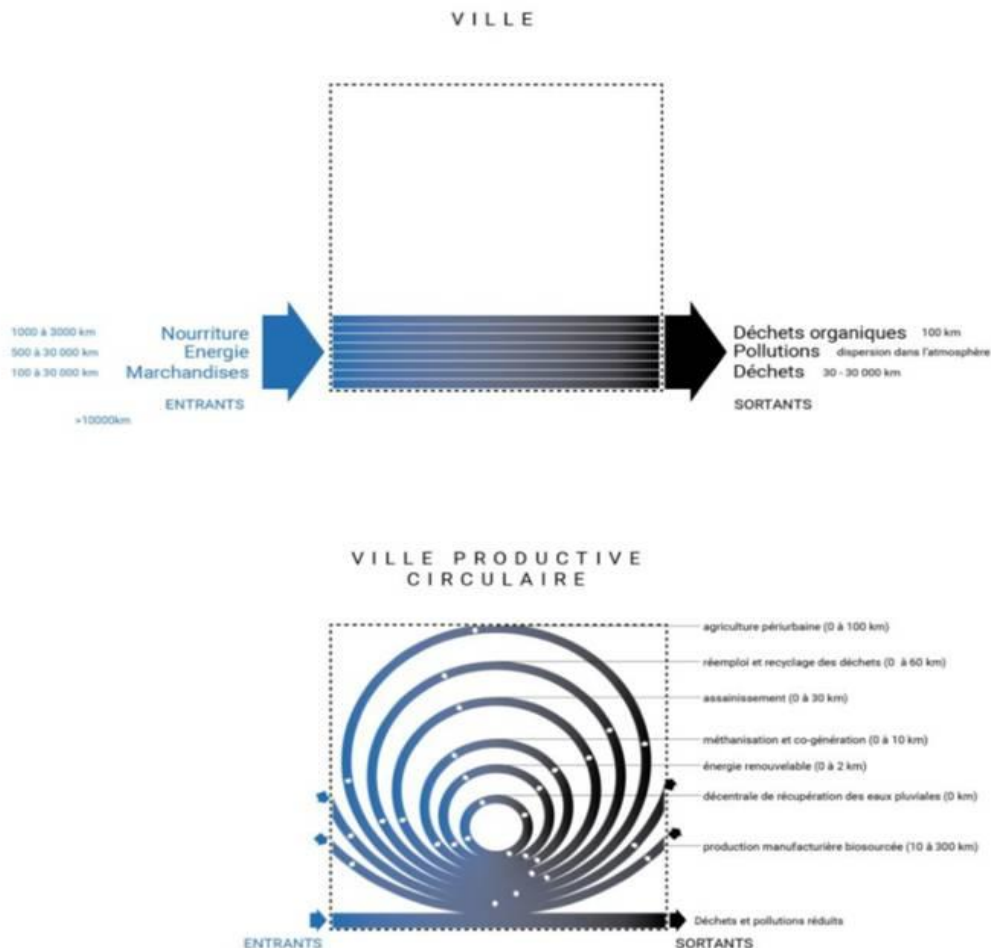 VILLE
1000 à 3000 km Nourriture
500 à 30 000 km Energie
100 à 30 000 km Marchandises
ENTRANTS
>10000km
Déchets organiques 100 km
Pollutions dispersion dans l'atmosphère
Déchets 30 - 30 000 km
SORTANTS
VILLE PRODUCTIVE
CIRCULAIRE
agriculture périurbaine (0 à 100 km)
réemploi et recyclage des déchets (0 à 60 km)
assainissement (0 à 30 km)
méthanisation et co-génération (0 à 10 km)
énergie renouvelable (0 à 2 km)
décentrale de récupération des eaux pluviales (0 km)
production manufacturière biosourcée (10 à 300 km)
Déchets et pollutions réduits
ENTRANTS
SORTANTS